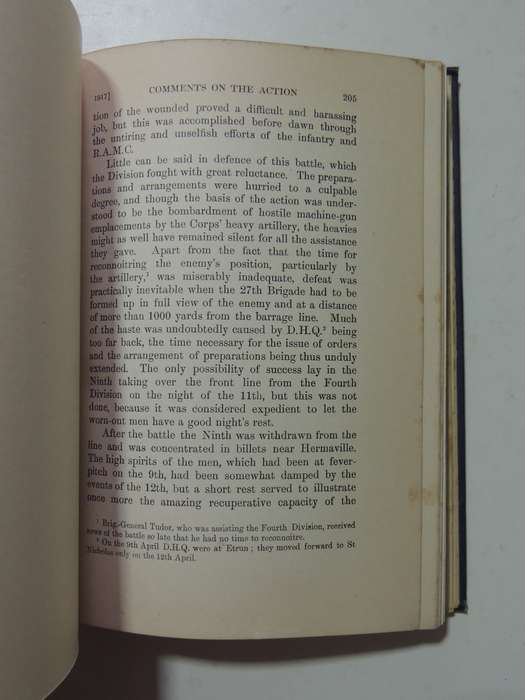 1917] COMMENTS ON THE ACTION 205
tion of the wounded proved a difficult and harassing
job, but this was accomplished before dawn through
the untiring and unselfish efforts of the infantry and
R.A.M.C.
Little can be said in defence of this battle, which
the Division fought with great reluctance. The prepara-
tions and arrangements were hurried to a culpable
degree, and though the basis of the action was under-
stood to be the bombardment of hostile machine-gun
emplacements by the Corps' heavy artillery, the heavies
might as well have remained silent for all the assistance
they gave. Apart from the fact that the time for
reconnoitring the enemy's position, particularly by
the artillery,¹ was miserably inadequate, defeat was
practically inevitable when the 27th Brigade had to be
formed up in full view of the enemy and at a distance
of more than 1000 yards from the barrage line. Much
of the haste was undoubtedly caused by D.H.Q.² being
too far back, the time necessary for the issue of orders
and the arrangement of preparations being thus unduly
extended. The only possibility of success lay in the
Ninth taking over the front line from the Fourth
Division on the night of the 11th, but this was not
done, because it was considered expedient to let the
worn-out men have a good night's rest.
After the battle the Ninth was withdrawn from the
line and was concentrated in billets near Hermaville.
The high spirits of the men, which had been at fever-
pitch on the 9th, had been somewhat damped by the
events of the 12th, but a short rest served to illustrate
once more the amazing recuperative capacity of the
¹ Brig.-General Tudor, who was assisting the Fourth Division, received
news of the battle so late that he had no time to reconnoitre.
² On the 9th April D.H.Q. were at Etrun; they moved forward to St
Nicholas only on the 12th April.